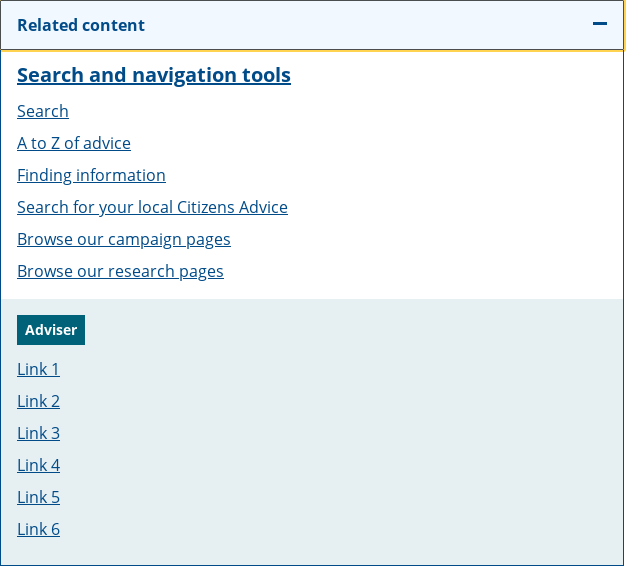 Related content
Search and navigation tools
Search
A to Z of advice
Finding information
Search for your local Citizens Advice
Browse our campaign pages
Browse our research pages
Adviser
Link 1
Link 2
Link 3
Link 4
Link 5
Link 6